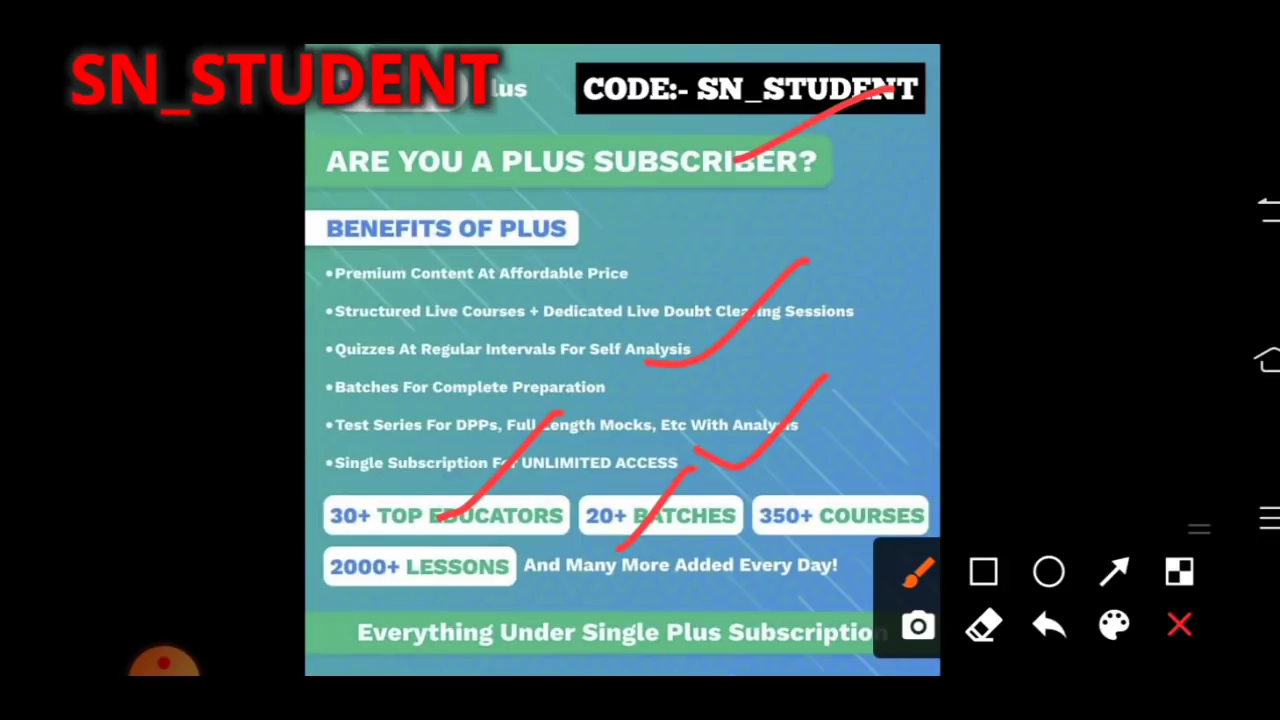 SN_STUDENT
lus
CODE:- SN_STUDENT
ARE YOU A PLUS SUBSCRIBER?
BENEFITS OF PLUS
•Premium Content At Affordable Price
•Structured Live Courses + Dedicated Live Doubt Clearing Sessions
•Quizzes At Regular Intervals For Self Analysis
•Batches For Complete Preparation
•Test Series For DPPs, Full Length Mocks, Etc With Analysis
•Single Subscription For UNLIMITED ACCESS
30+ TOP EDUCATORS 20+ BATCHES 350+ COURSES
2000+ LESSONS And Many More Added Every Day!
Everything Under Single Plus Subscription